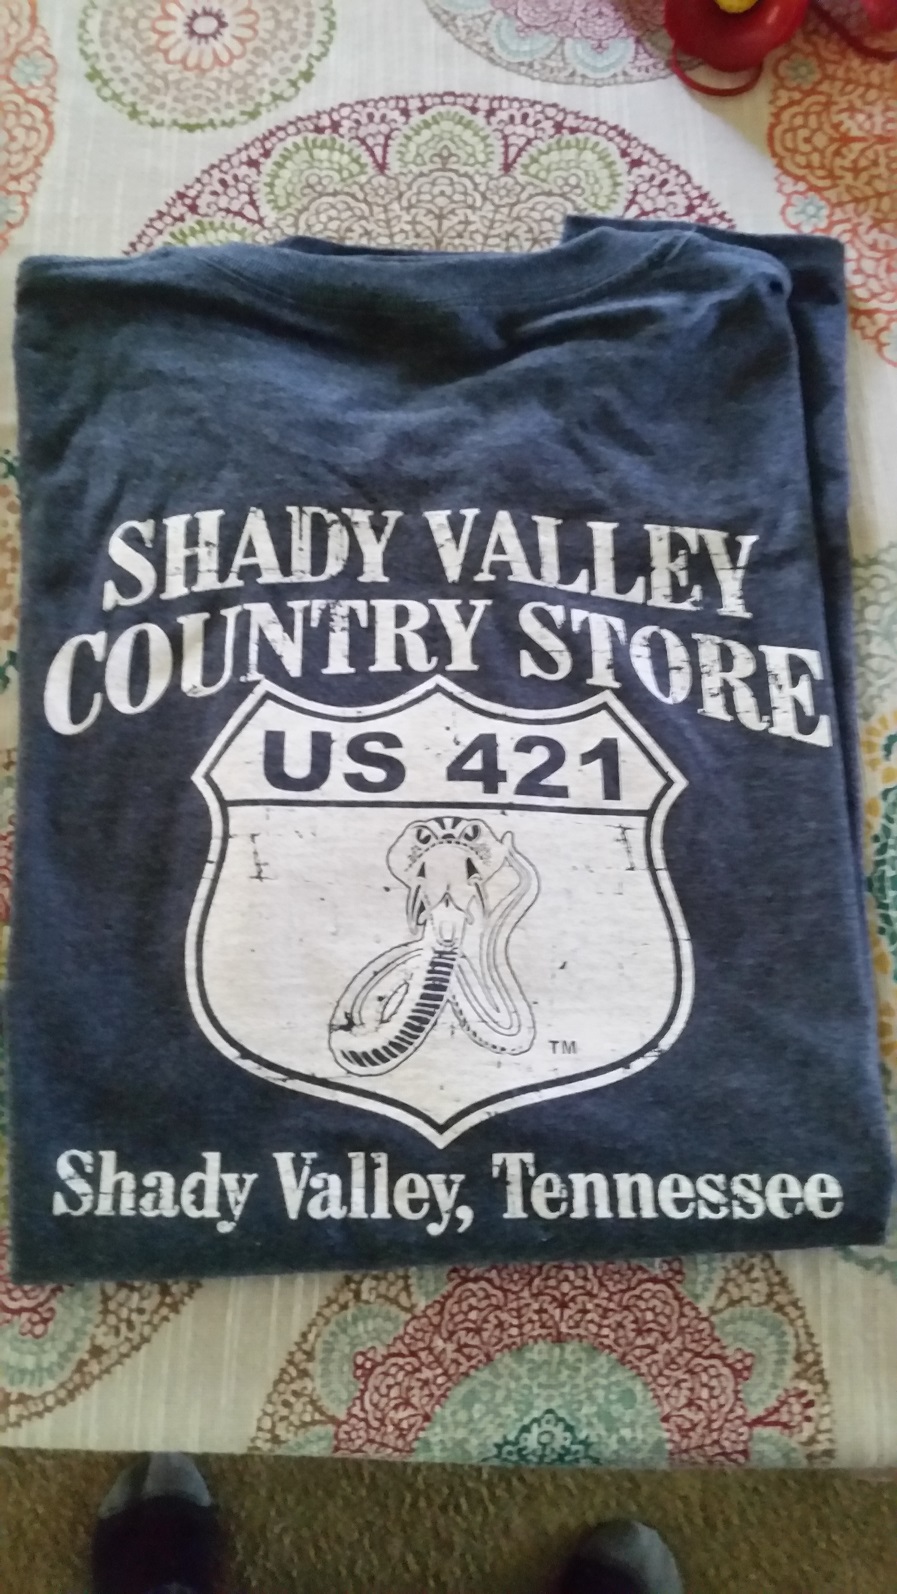 SHADY VALLEY
COUNTRY STORE
US 421
TM
Shady Valley, Tennessee